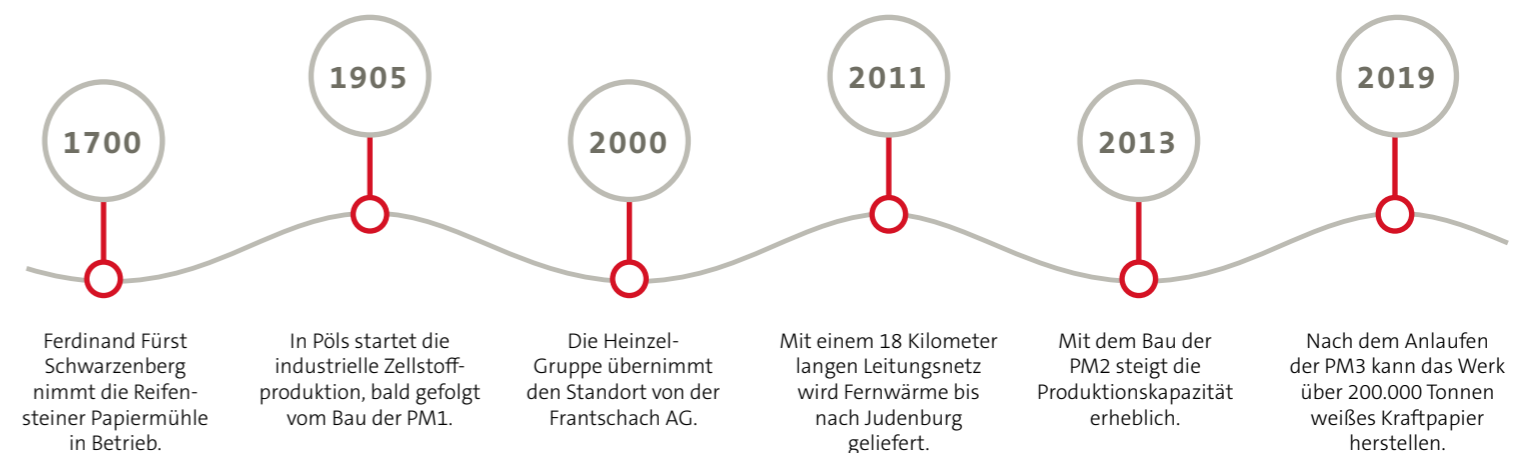 1700
Ferdinand Fürst
Schwarzenberg
nimmt die Reifen-
steiner Papiermühle
in Betrieb.
1905
In Pöls startet die
industrielle Zellstoff-
produktion, bald gefolgt
vom Bau der PM1.
2000
Die Heinzel-
Gruppe übernimmt
den Standort von der
Frantschach AG.
2011
Mit einem 18 Kilometer
langen Leitungsnetz
wird Fernwärme bis
nach Judenburg
geliefert.
2013
Mit dem Bau der
PM2 steigt die
Produktionskapazität
erheblich.
2019
Nach dem Anlaufen
der PM3 kann das Werk
über 200.000 Tonnen
weißes Kraftpapier
herstellen.